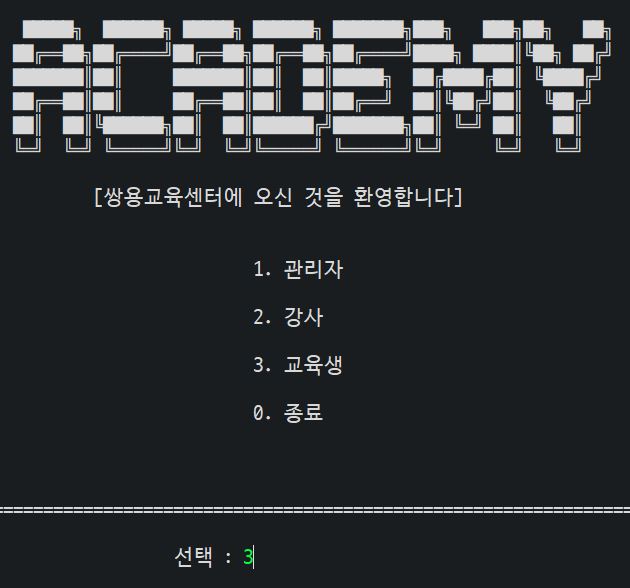 ACADEMY
[쌍용교육센터에 오신 것을 환영합니다]
1. 관리자
2. 강사
3. 교육생
0. 종료
선택 : 3